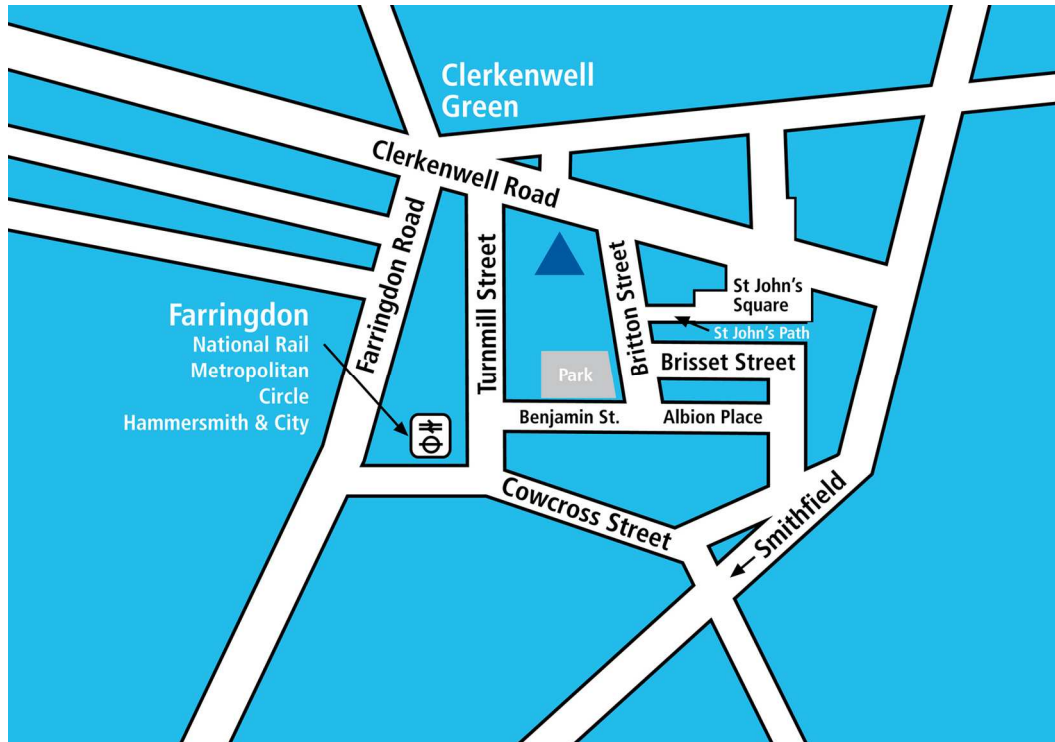 Clerkenwell
Green
Clerkenwell Road
Farringdon Road
Turnmill Street
Britton Street
St John's
Square
St John's Path
Farringdon
National Rail
Metropolitan
Circle
Hammersmith & City
Brisset Street
Park
Benjamin St.
Albion Place
Cowcross Street
Smithfield